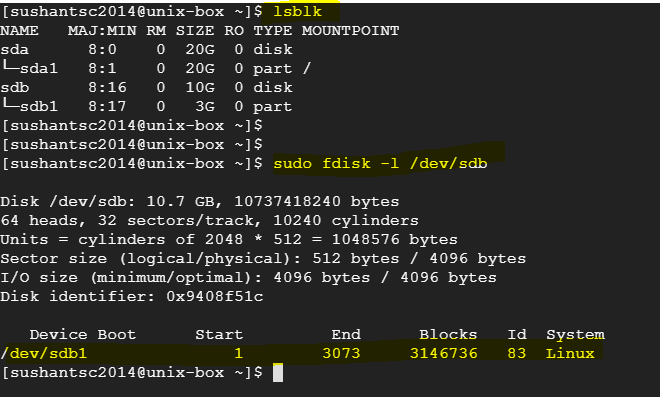 [sushantsc2014@unix-box ~]$ lsblk
NAME   MAJ:MIN RM SIZE RO TYPE MOUNTPOINT
sda      8:0    0  20G  0 disk
└─sda1   8:1    0  20G  0 part /
sdb      8:16   0  10G  0 disk
└─sdb1   8:17   0   3G  0 part
[sushantsc2014@unix-box ~]$
[sushantsc2014@unix-box ~]$
[sushantsc2014@unix-box ~]$ sudo fdisk -l /dev/sdb
Disk /dev/sdb: 10.7 GB, 10737418240 bytes
64 heads, 32 sectors/track, 10240 cylinders
Units = cylinders of 2048 * 512 = 1048576 bytes
Sector size (logical/physical): 512 bytes / 4096 bytes
I/O size (minimum/optimal): 4096 bytes / 4096 bytes
Disk identifier: 0x9408f51c
   Device Boot      Start         End      Blocks   Id  System
/dev/sdb1               1        3073     3146736   83  Linux
[sushantsc2014@unix-box ~]$